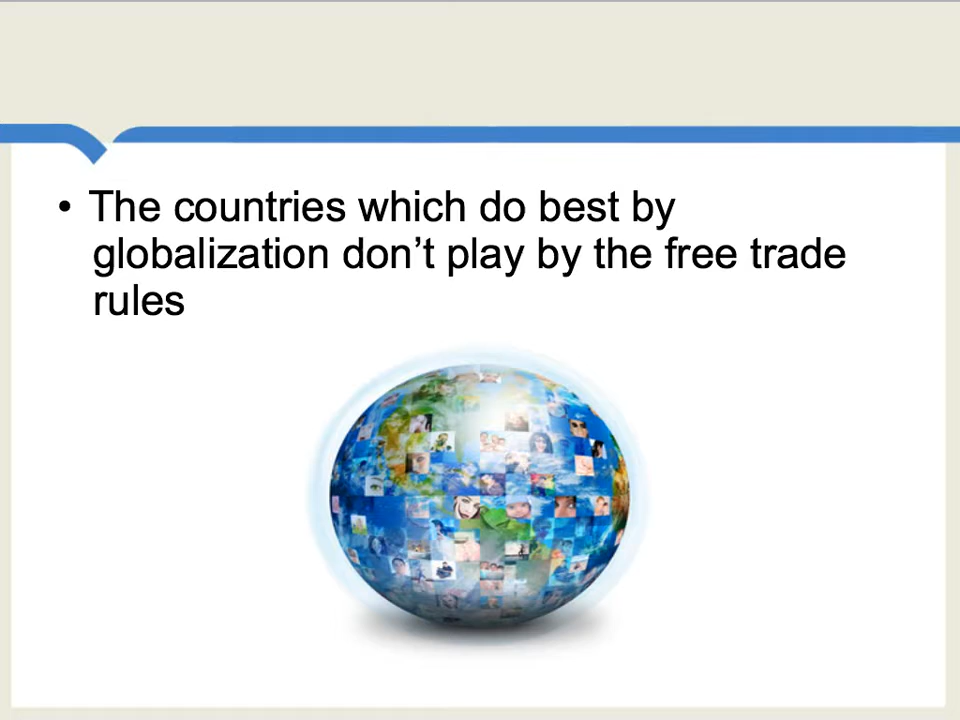 • The countries which do best by
globalization don’t play by the free trade
rules